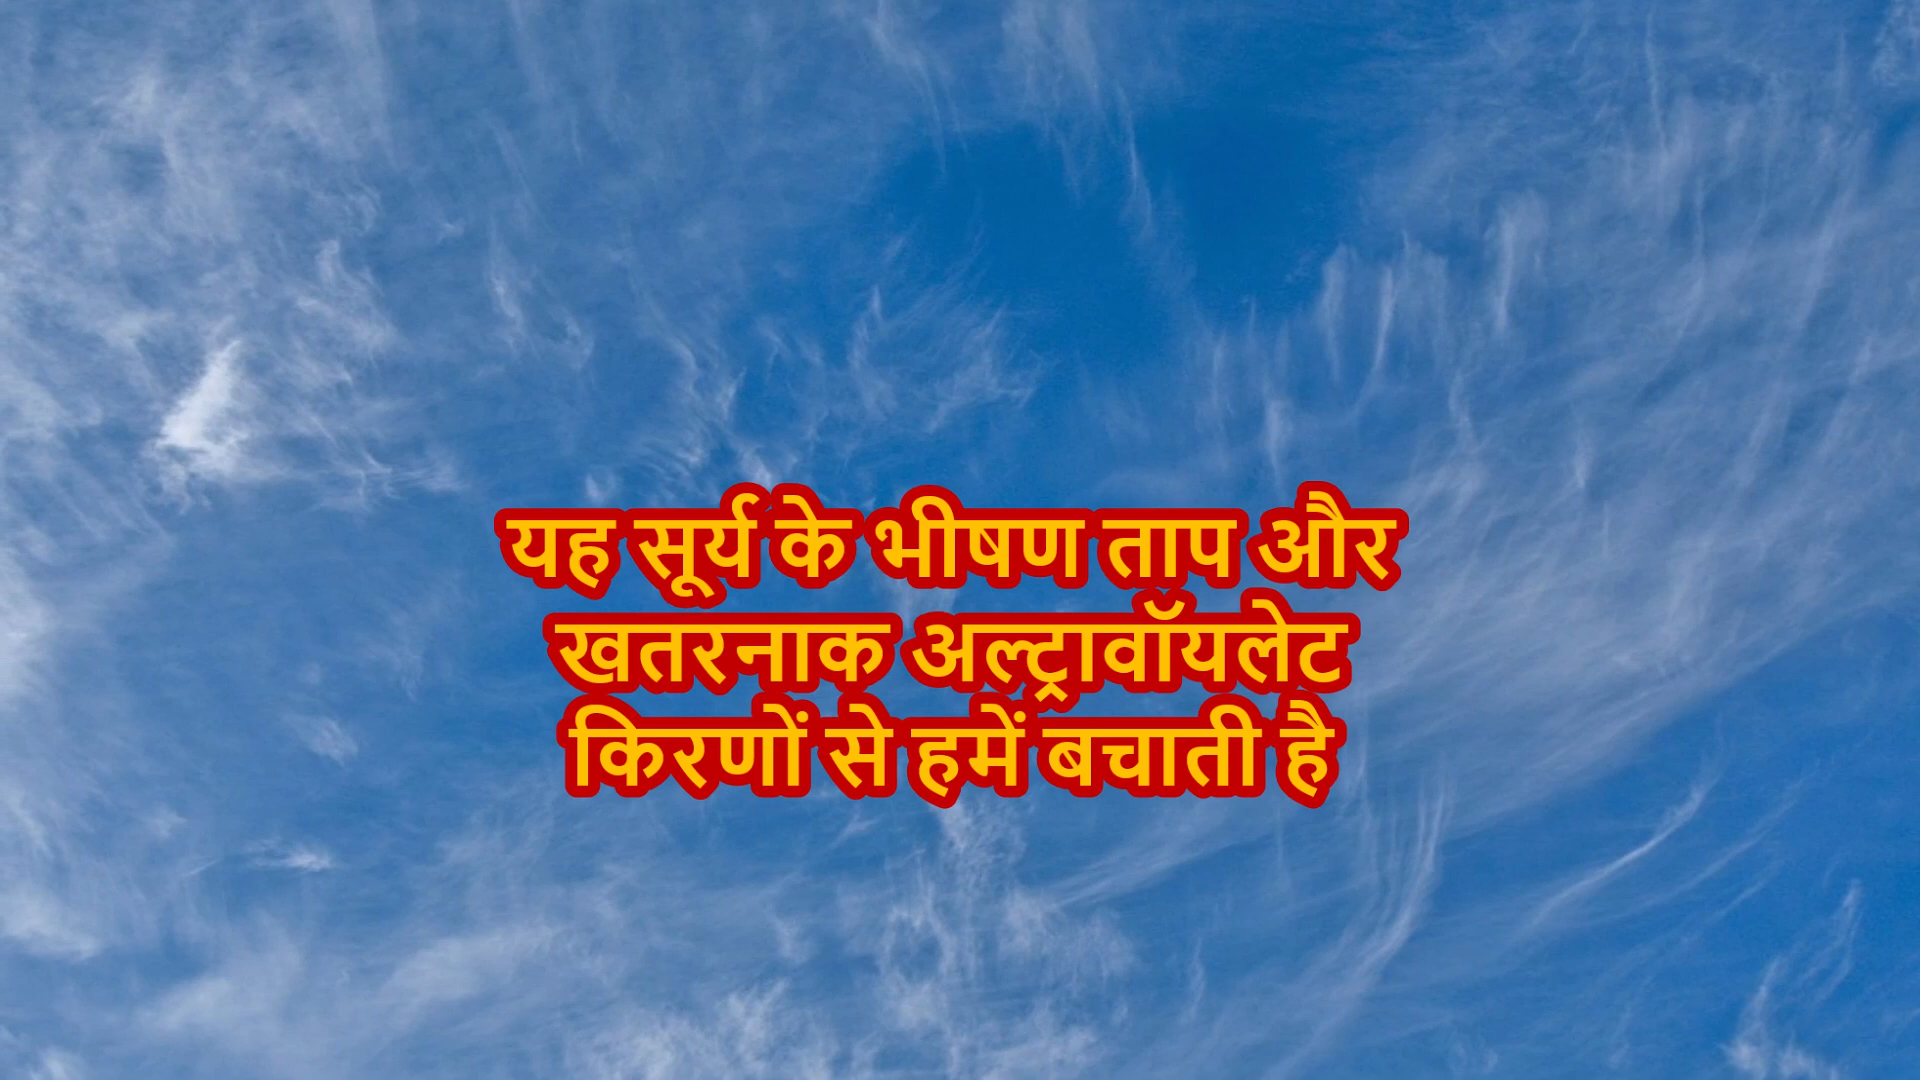 यह सूर्य के भीषण ताप और
खतरनाक अल्ट्रावॉयलेट
किरणों से हमें बचाती है